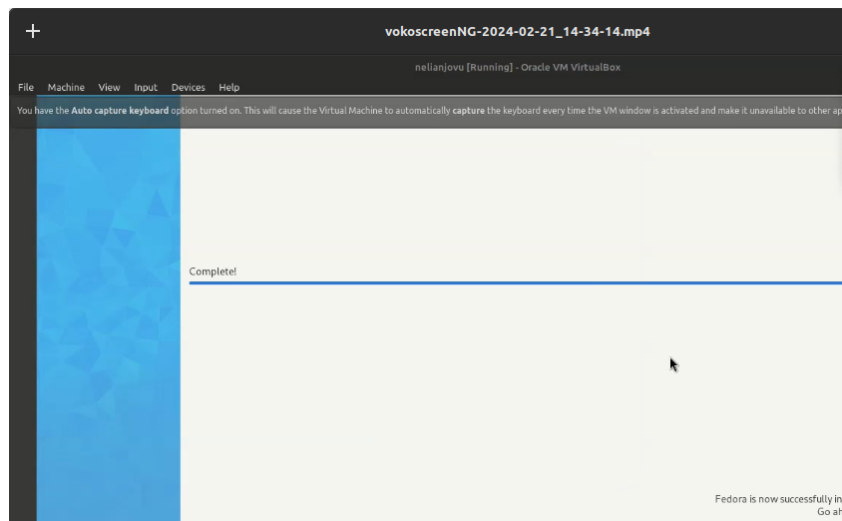 vokoscreenNG-2024-02-21_14-34-14.mp4
nelianjovu [Running] - Oracle VM VirtualBox
File Machine View Input Devices Help
You have the Auto capture keyboard option turned on. This will cause the Virtual Machine to automatically capture the keyboard every time the VM window is activated and make it unavailable to other ap
Complete!
Fedora is now successfully in
Go ah